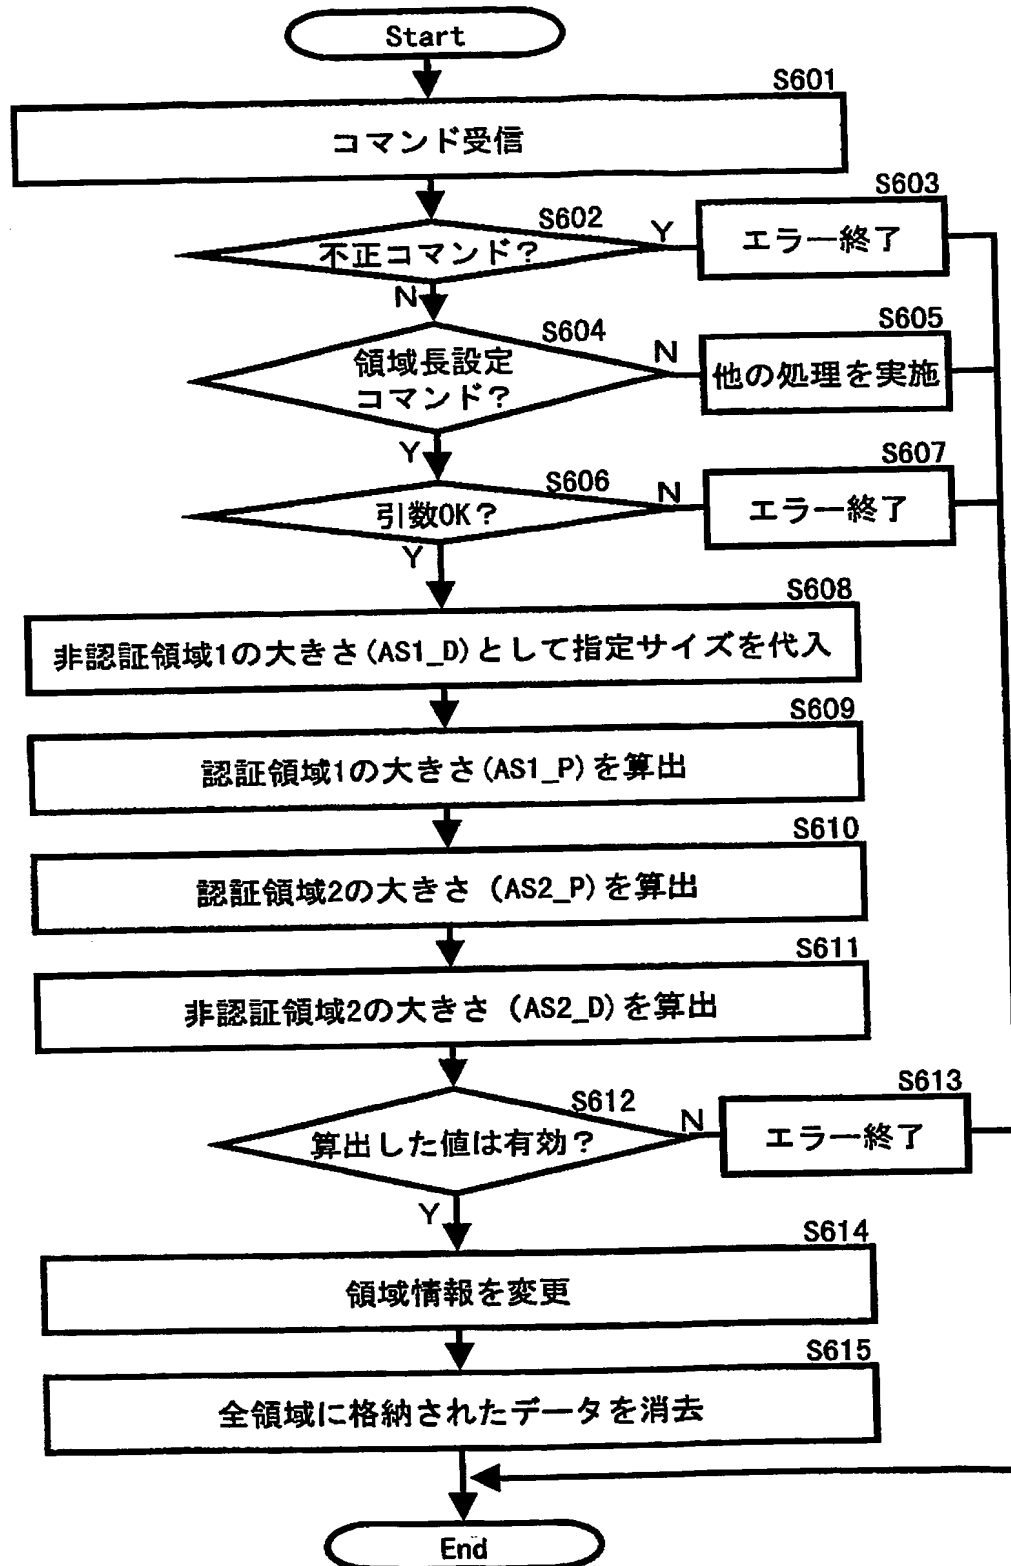 Start
S601
コマンド受信
S602
不正コマンド?
Y
S603
エラー終了
N
S604
領域長設定
コマンド?
N
S605
他の処理を実施
Y
S606
引数OK?
N
S607
エラー終了
Y
S608
非認証領域1の大きさ(AS1_D)として指定サイズを代入
S609
認証領域1の大きさ(AS1_P)を算出
S610
認証領域2の大きさ(AS2_P)を算出
S611
非認証領域2の大きさ(AS2_D)を算出
S612
算出した値は有効?
N
S613
エラー終了
Y
S614
領域情報を変更
S615
全領域に格納されたデータを消去
End